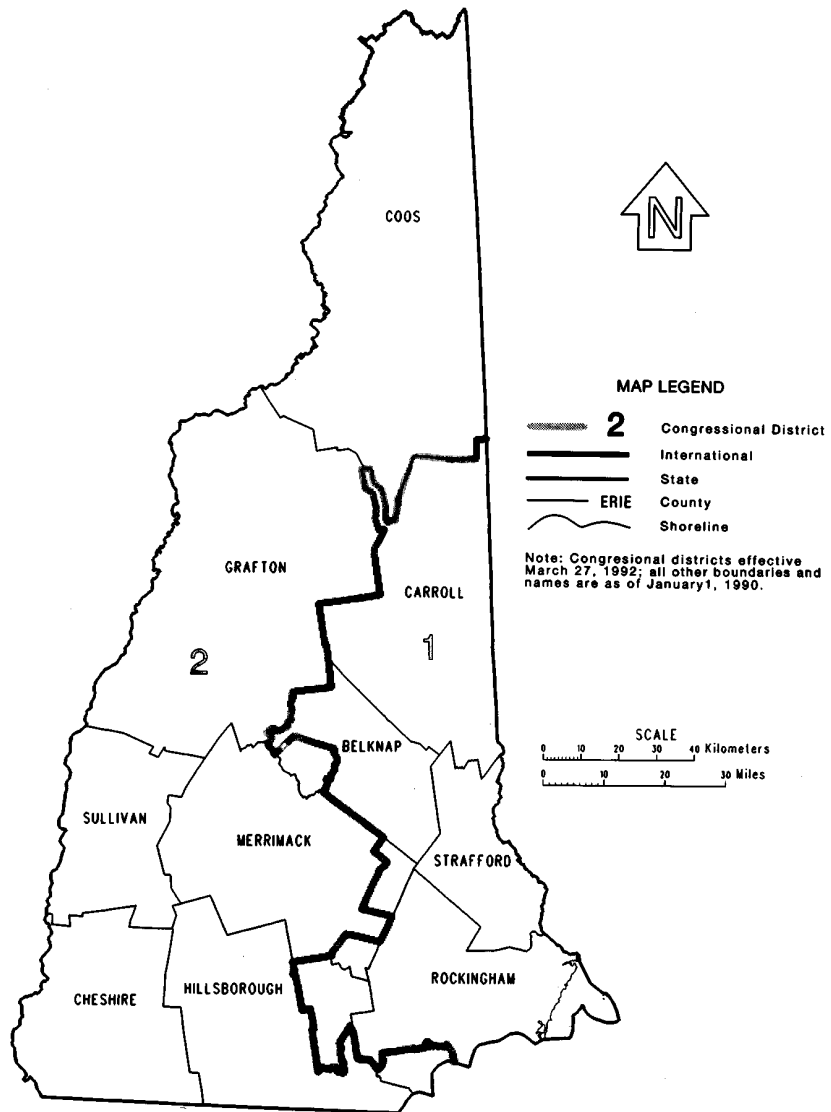 COOS
N
MAP LEGEND
2 Congressional District
International
State
ERIE County
Shoreline
Note: Congresional districts effective
March 27, 1992; all other boundaries and
names are as of January1, 1990.
GRAFTON
CARROLL
2
1
SCALE
0 10 20 30 40 Kilometers
0 10 20 30 Miles
BELKNAP
SULLIVAN
MERRIMACK
STRAFFORD
ROCKINGHAM
HILLSBOROUGH
CHESHIRE